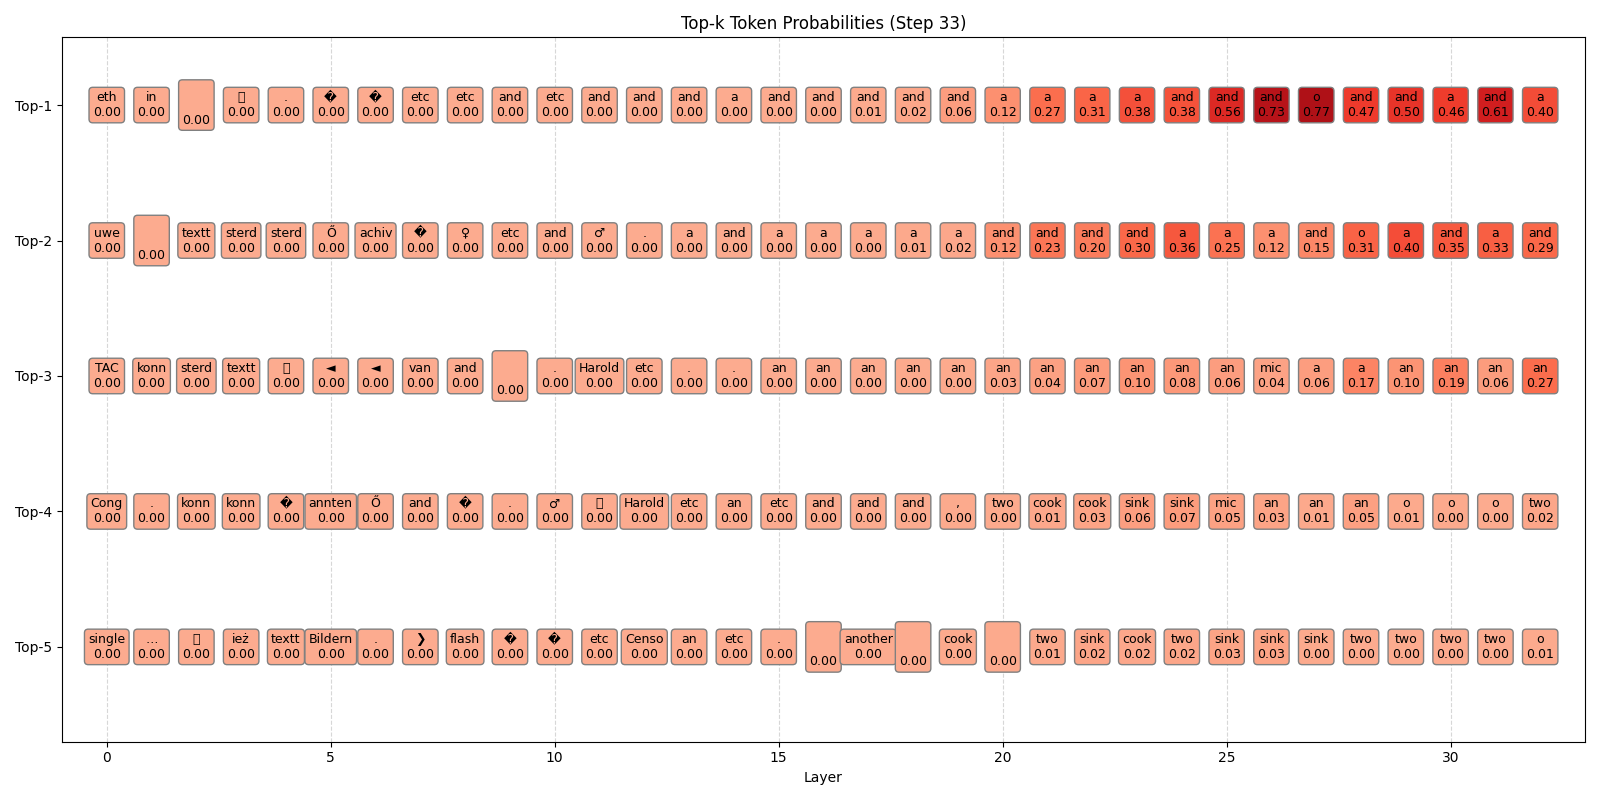 Top-k Token Probabilities (Step 33)
Top-1
eth in . � � etc etc and etc and and and a and and and and and a a a a and and and o and and a and a
0.00 0.00 0.00 0.00 0.00 0.00 0.00 0.00 0.00 0.00 0.00 0.00 0.00 0.00 0.00 0.00 0.00 0.01 0.02 0.06 0.12 0.27 0.31 0.38 0.38 0.56 0.73 0.77 0.47 0.50 0.46 0.61 0.40
Top-2
uwe textt sterd sterd Ő achiv � ♀ etc and ♂ . a and a a a a a and and and and a a a and o a and a and
0.00 0.00 0.00 0.00 0.00 0.00 0.00 0.00 0.00 0.00 0.00 0.00 0.00 0.00 0.00 0.00 0.00 0.00 0.01 0.02 0.12 0.23 0.20 0.30 0.36 0.25 0.12 0.15 0.31 0.40 0.35 0.33 0.29
Top-3
TAC konn sterd textt ◄ ◄ van and . Harold etc . . an an an an an an an an an an an mic a a an an an an
0.00 0.00 0.00 0.00 0.00 0.00 0.00 0.00 0.00 0.00 0.00 0.00 0.00 0.00 0.00 0.00 0.00 0.00 0.00 0.00 0.03 0.04 0.07 0.10 0.08 0.06 0.04 0.06 0.17 0.10 0.19 0.06 0.27
Top-4
Cong . konn konn � annten Ő and � . ♂ Harold etc an etc and and and , two cook cook sink sink mic an an an o o o two
0.00 0.00 0.00 0.00 0.00 0.00 0.00 0.00 0.00 0.00 0.00 0.00 0.00 0.00 0.00 0.00 0.00 0.00 0.00 0.00 0.00 0.01 0.03 0.06 0.07 0.05 0.03 0.01 0.05 0.01 0.00 0.00 0.02
Top-5
single ... ież textt Bildern . ❯ flash � � etc Censo an etc . another cook two sink cook two sink sink sink two two two two o
0.00 0.00 0.00 0.00 0.00 0.00 0.00 0.00 0.00 0.00 0.00 0.00 0.00 0.00 0.00 0.00 0.00 0.00 0.00 0.00 0.00 0.01 0.02 0.02 0.02 0.03 0.03 0.00 0.00 0.00 0.00 0.00 0.01
0 5 10 15 20 25 30
Layer